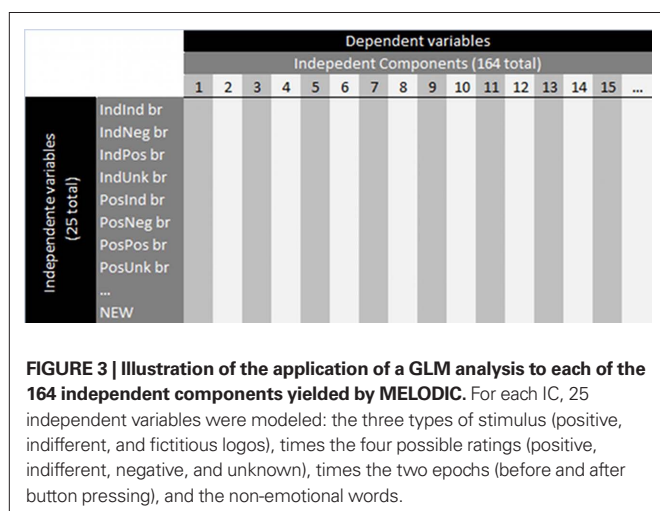 Dependent variables
Indepedent Components (164 total)
1 2 3 4 5 6 7 8 9 10 11 12 13 14 15 ...
Independente variables
(25 total)
IndInd br
IndNeg br
IndPos br
IndUnk br
PosInd br
PosNeg br
PosPos br
PosUnk br
...
NEW
FIGURE 3 | Illustration of the application of a GLM analysis to each of the
164 independent components yielded by MELODIC. For each IC, 25
independent variables were modeled: the three types of stimulus (positive,
indifferent, and fictitious logos), times the four possible ratings (positive,
indifferent, negative, and unknown), times the two epochs (before and after
button pressing), and the non-emotional words.